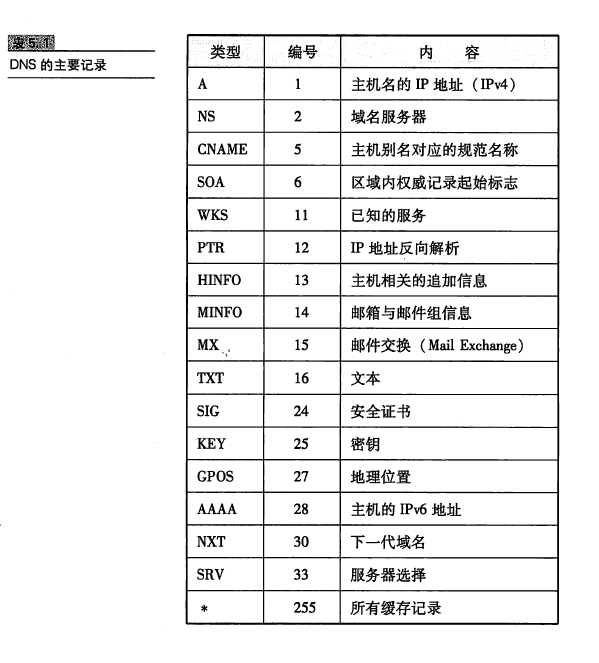 表5.1
DNS 的主要记录
类型 编号 内 容
A 1 主机名的 IP 地址（IPv4）
NS 2 域名服务器
CNAME 5 主机别名对应的规范名称
SOA 6 区域内权威记录起始标志
WKS 11 已知的服务
PTR 12 IP 地址反向解析
HINFO 13 主机相关的追加信息
MINFO 14 邮箱与邮件组信息
MX 15 邮件交换（Mail Exchange）
TXT 16 文本
SIG 24 安全证书
KEY 25 密钥
GPOS 27 地理位置
AAAA 28 主机的 IPv6 地址
NXT 30 下一代域名
SRV 33 服务器选择
* 255 所有缓存记录